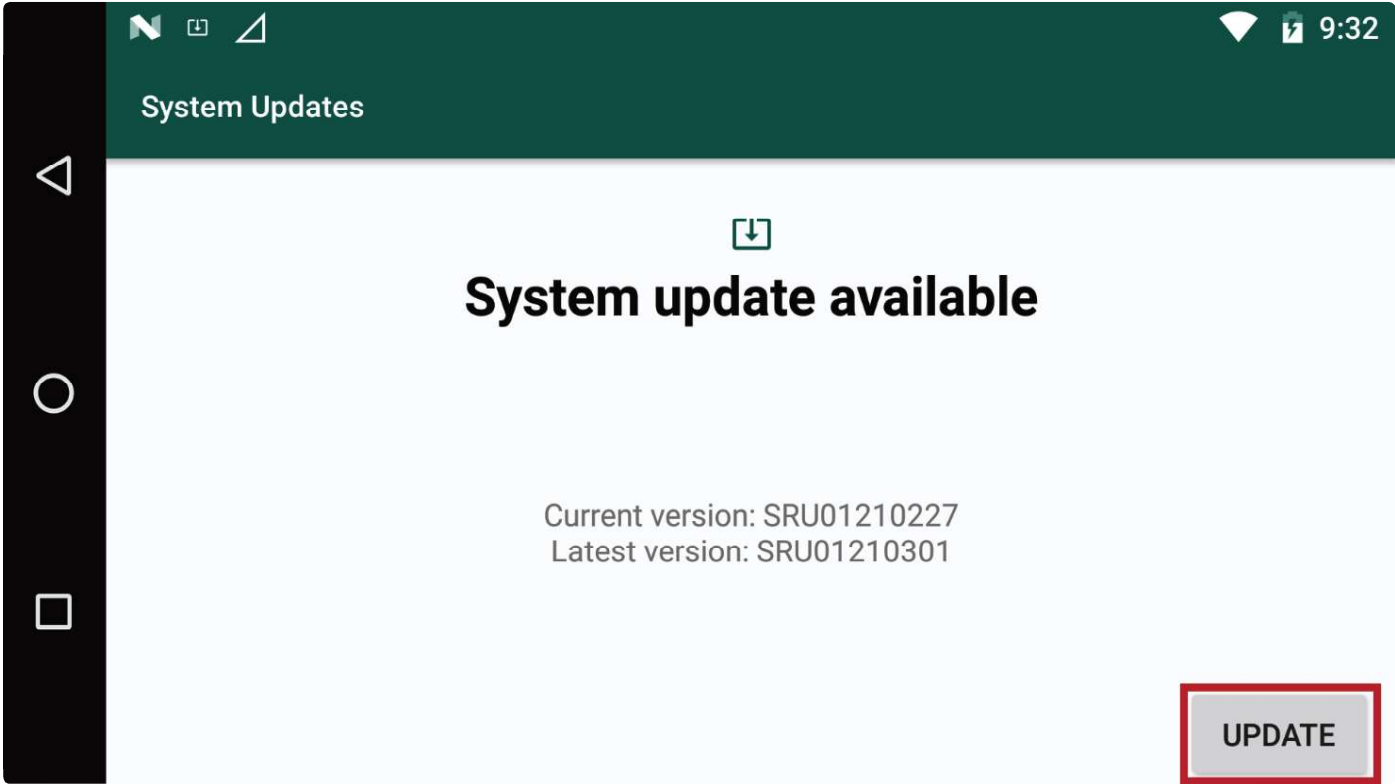 9:32
System Updates
System update available
Current version: SRU01210227
Latest version: SRU01210301
UPDATE